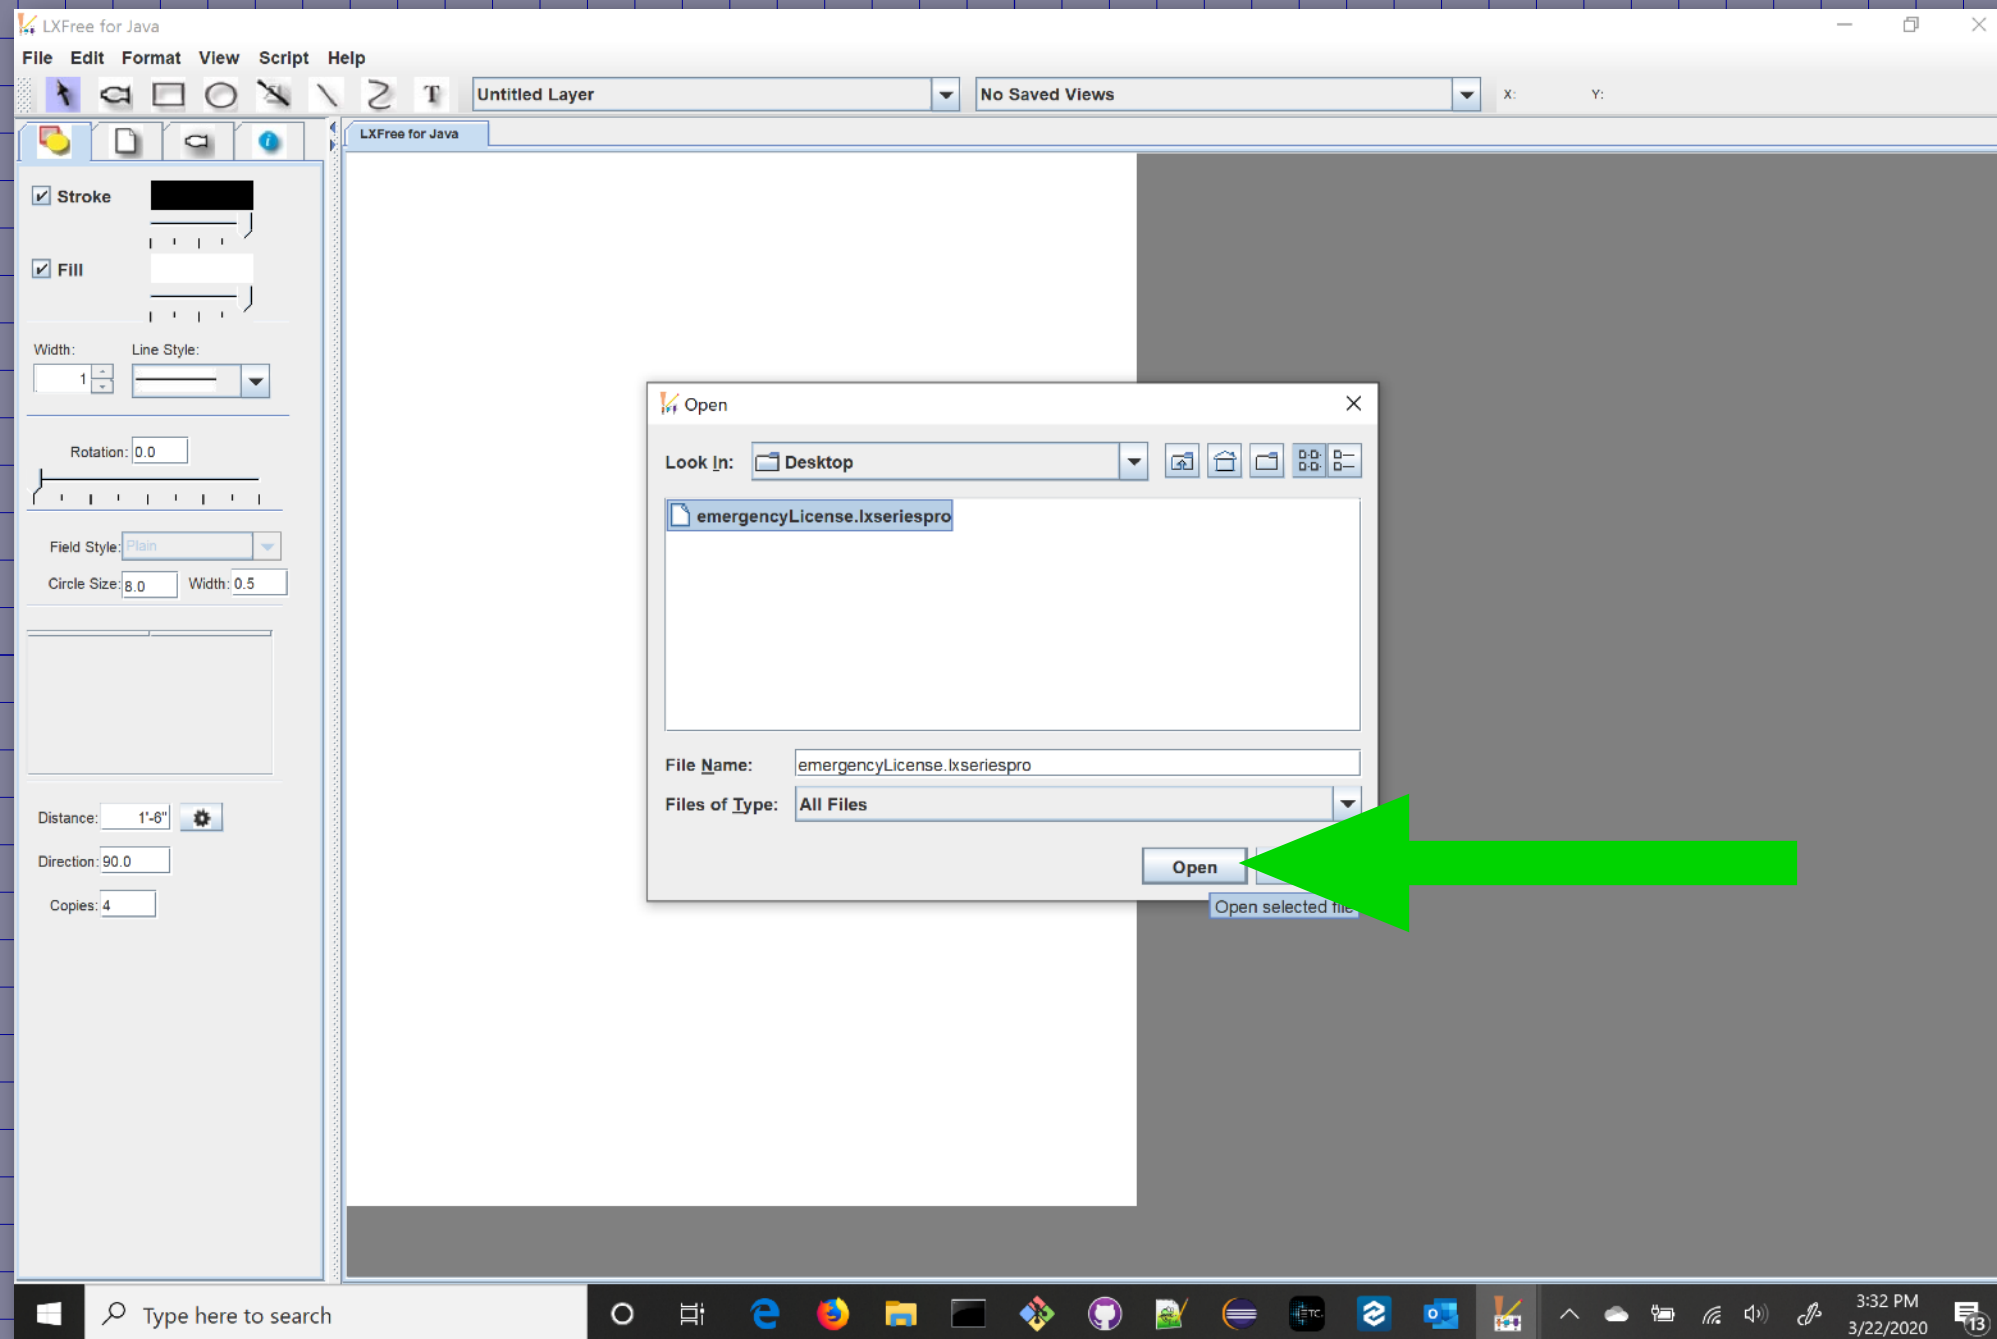 LXFree for Java
File Edit Format View Script Help
T Untitled Layer No Saved Views X: Y:
LXFree for Java
Stroke
Fill
Width: Line Style:
1
Rotation: 0.0
Field Style: Plain
Circle Size: 8.0 Width: 0.5
Distance: 1'-6"
Direction: 90.0
Copies: 4
Open
Look In: Desktop
emergencyLicense.lxseriespro
File Name: emergencyLicense.lxseriespro
Files of Type: All Files
Open
Open selected file
Type here to search
ETC
3:32 PM
3/22/2020
13